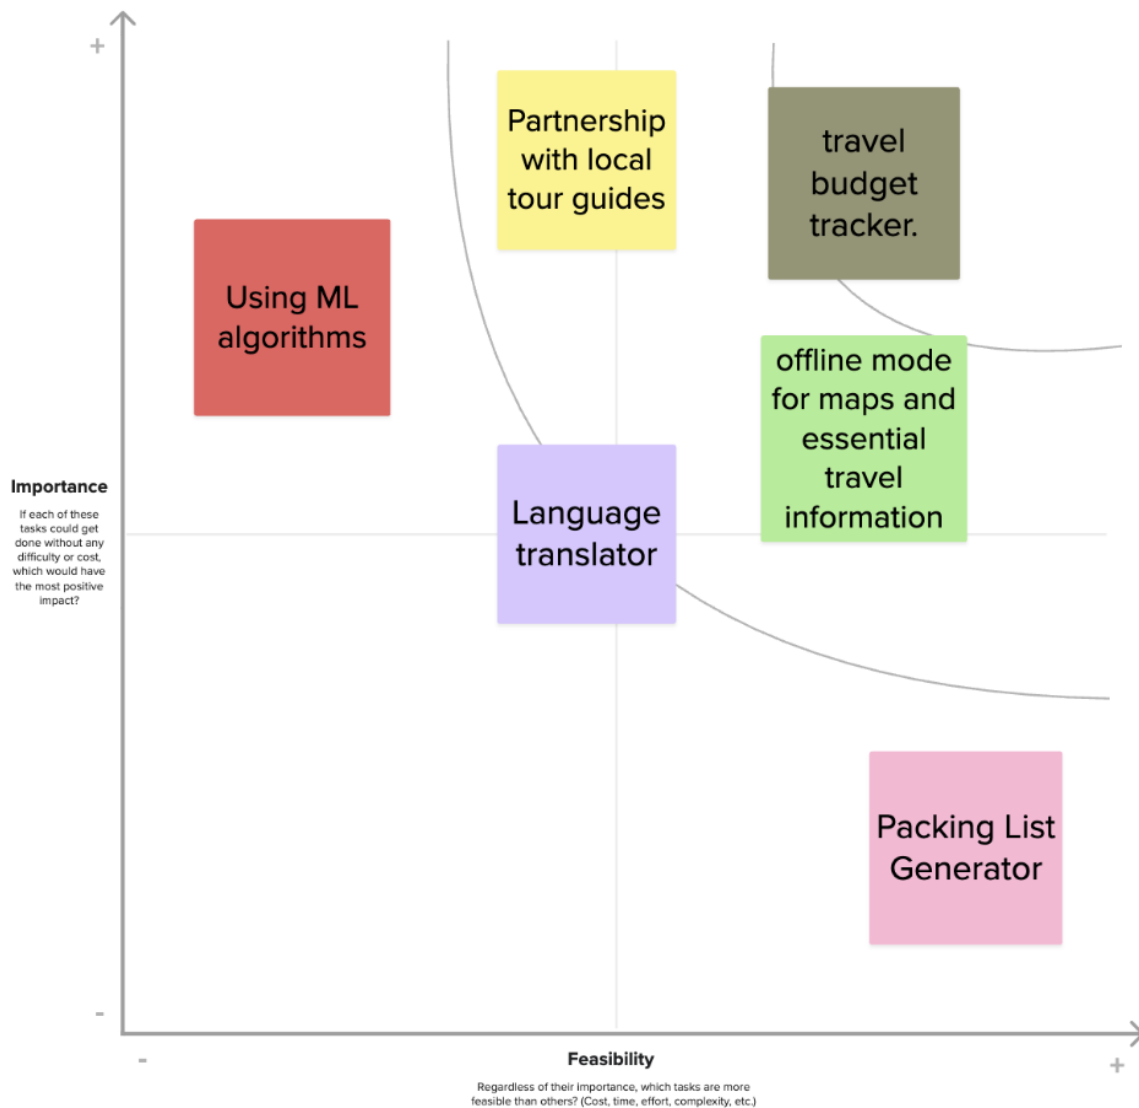 +
Partnership
with local
tour guides
travel
budget
tracker.
Using ML
algorithms
offline mode
for maps and
essential
travel
information
Importance
If each of these
tasks could get
done without any
difficulty or cost,
which would have
the most positive
impact?
Language
translator
Packing List
Generator
-
-
Feasibility
+
Regardless of their importance, which tasks are more
feasible than others? (Cost, time, effort, complexity, etc.)